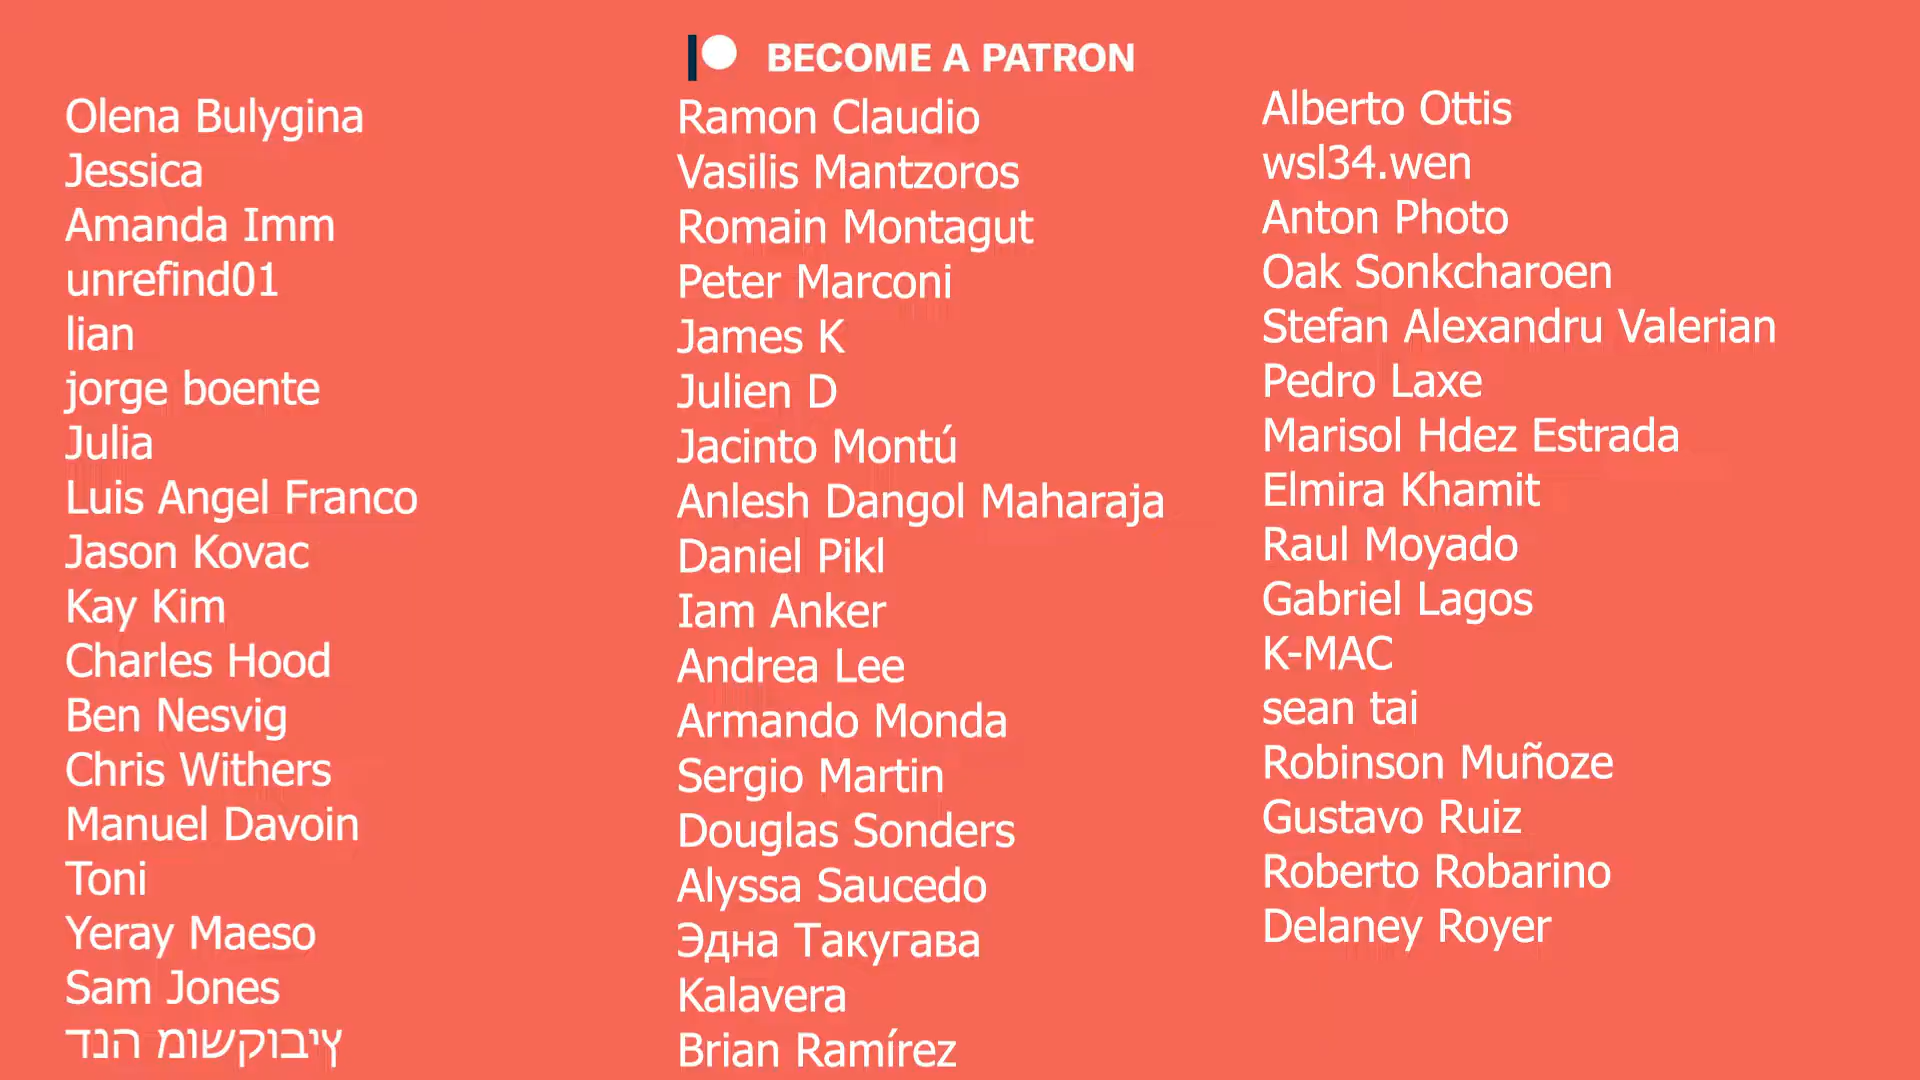 BECOME A PATRON
Olena Bulygina
Jessica
Amanda Imm
unrefind01
lian
jorge boente
Julia
Luis Angel Franco
Jason Kovac
Kay Kim
Charles Hood
Ben Nesvig
Chris Withers
Manuel Davoin
Toni
Yeray Maeso
Sam Jones
דנה מושקוביץ
Ramon Claudio
Vasilis Mantzoros
Romain Montagut
Peter Marconi
James K
Julien D
Jacinto Montú
Anlesh Dangol Maharaja
Daniel Pikl
Iam Anker
Andrea Lee
Armando Monda
Sergio Martin
Douglas Sonders
Alyssa Saucedo
Эдна Такугава
Kalavera
Brian Ramírez
Alberto Ottis
wsl34.wen
Anton Photo
Oak Sonkcharoen
Stefan Alexandru Valerian
Pedro Laxe
Marisol Hdez Estrada
Elmira Khamit
Raul Moyado
Gabriel Lagos
K-MAC
sean tai
Robinson Muñoze
Gustavo Ruiz
Roberto Robarino
Delaney Royer